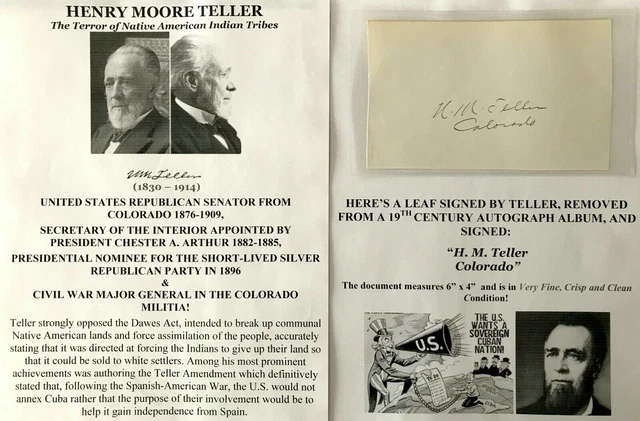 HENRY MOORE TELLER
The Terror of Native American Indian Tribes
HM Teller
(1830 – 1914)
UNITED STATES REPUBLICAN SENATOR FROM
COLORADO 1876-1909,
SECRETARY OF THE INTERIOR APPOINTED BY
PRESIDENT CHESTER A. ARTHUR 1882-1885,
PRESIDENTIAL NOMINEE FOR THE SHORT-LIVED SILVER
REPUBLICAN PARTY IN 1896
&
CIVIL WAR MAJOR GENERAL IN THE COLORADO
MILITIA!
Teller strongly opposed the Dawes Act, intended to break up communal
Native American lands and force assimilation of the people, accurately
stating that it was directed at forcing the Indians to give up their land so
that it could be sold to white settlers. Among his most prominent
achievements was authoring the Teller Amendment which definitively
stated that, following the Spanish-American War, the U.S. would not
annex Cuba rather that the purpose of their involvement would be to
help it gain independence from Spain.
H. M. Teller
Colorado
HERE'S A LEAF SIGNED BY TELLER, REMOVED
FROM A 19TH CENTURY AUTOGRAPH ALBUM, AND
SIGNED:
“H. M. Teller
Colorado”
The document measures 6” x 4” and is in Very Fine, Crisp and Clean
Condition!
U.S.
THE U.S.
WANTS A
SOVEREIGN
CUBAN
NATION!